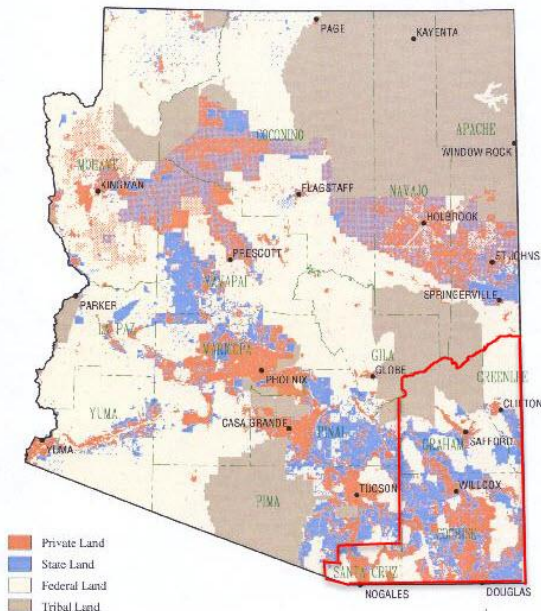 PAGE
KAYENTA
COCONINO
APACHE
MOHAVE
WINDOW ROCK
KINGMAN
FLAGSTAFF
NAVAJO
HOLBROOK
PRESCOTT
ST JOHNS
YAVAPAI
SPRINGERVILLE
PARKER
LA PAZ
MARICOPA
GILA
GLOBE
PHOENIX
GREENLEE
CLIFTON
YUMA
CASA GRANDE
PINAL
GRAHAM
SAFFORD
YUMA
TUCSON
WILLCOX
PIMA
COCHISE
Private Land
State Land
SANTA CRUZ
Federal Land
NOGALES
DOUGLAS
Tribal Land